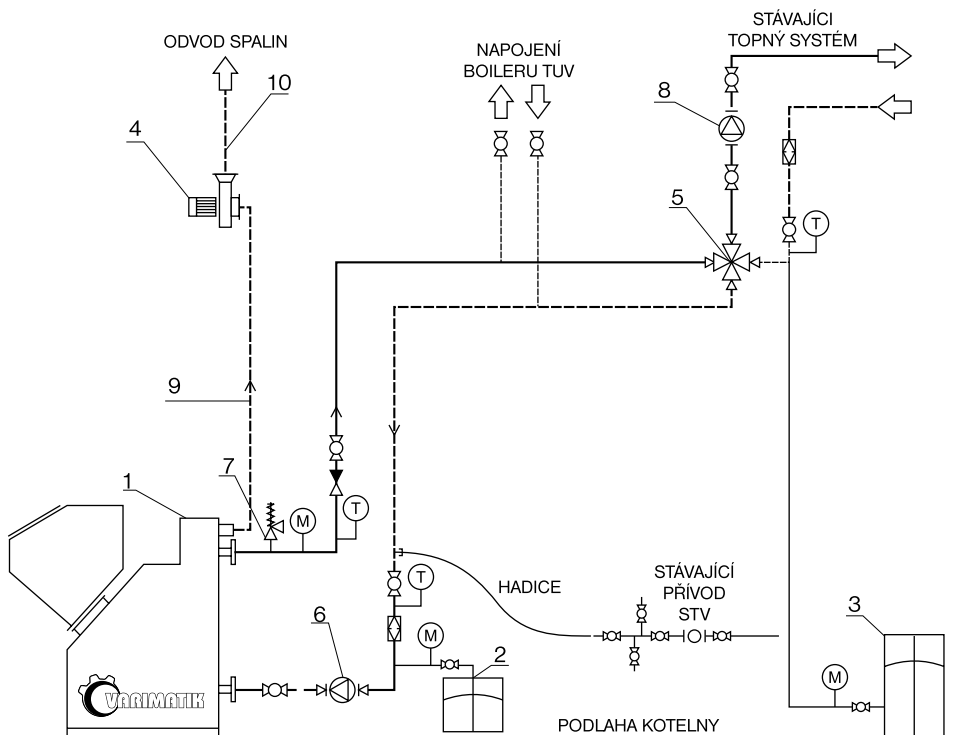 STÁVAJÍCI
TOPNÝ SYSTÉM
ODVOD SPALIN
NAPOJENÍ
BOILERU TUV
10
8
4
5
T
9
7
1
M
T
T
HADICE
STÁVAJÍCÍ
PŘÍVOD
STV
6
M
2
3
M
VARIMATIK
PODLAHA KOTELNY